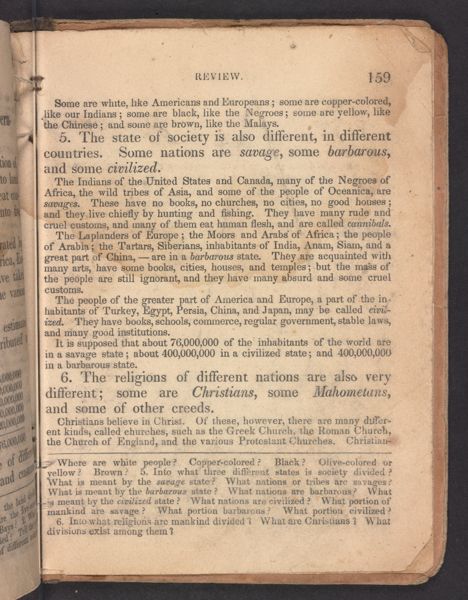 REVIEW. 159
Some are white, like Americans and Europeans; some are copper-colored,
like our Indians; some are black, like the Negroes; some are yellow, like
the Chinese; and some are brown, like the Malays.
5. The state of society is also different, in different
countries. Some nations are savage, some barbarous,
and some civilized.
The Indians of the United States and Canada, many of the Negroes of
Africa, the wild tribes of Asia, and some of the people of Oceanica, are
savages. These have no books, no churches, no cities, no good houses;
and they live chiefly by hunting and fishing. They have many rude and
cruel customs, and many of them eat human flesh, and are called cannibals.
The Laplanders of Europe; the Moors and Arabs of Africa; the people
of Arabia; the Tartars, Siberians, inhabitants of India, Anam, Siam, and a
great part of China, — are in a barbarous state. They are acquainted with
many arts, have some books, cities, houses, and temples; but the mass of
the people are still ignorant, and they have many absurd and some cruel
customs.
The people of the greater part of America and Europe, a part of the in-
habitants of Turkey, Egypt, Persia, China, and Japan, may be called civil-
ized. They have books, schools, commerce, regular government, stable laws,
and many good institutions.
It is supposed that about 76,000,000 of the inhabitants of the world are
in a savage state; about 400,000,000 in a civilized state; and 400,000,000
in a barbarous state.
6. The religions of different nations are also very
different; some are Christians, some Mahometans,
and some of other creeds.
Christians believe in Christ. Of these, however, there are many differ-
ent kinds, called churches, such as the Greek Church, the Roman Church,
the Church of England, and the various Protestant Churches. Christian-
Where are white people? Copper-colored? Black? Olive-colored or
yellow? Brown? 5. Into what three different states is society divided?
What is meant by the savage state? What nations or tribes are savages?
What is meant by the barbarous state? What nations are barbarous? What
is meant by the civilized state? What nations are civilized? What portion of
mankind are savage? What portion barbarous? What portion civilized?
6. Into what religions are mankind divided? What are Christians? What
divisions exist among them?